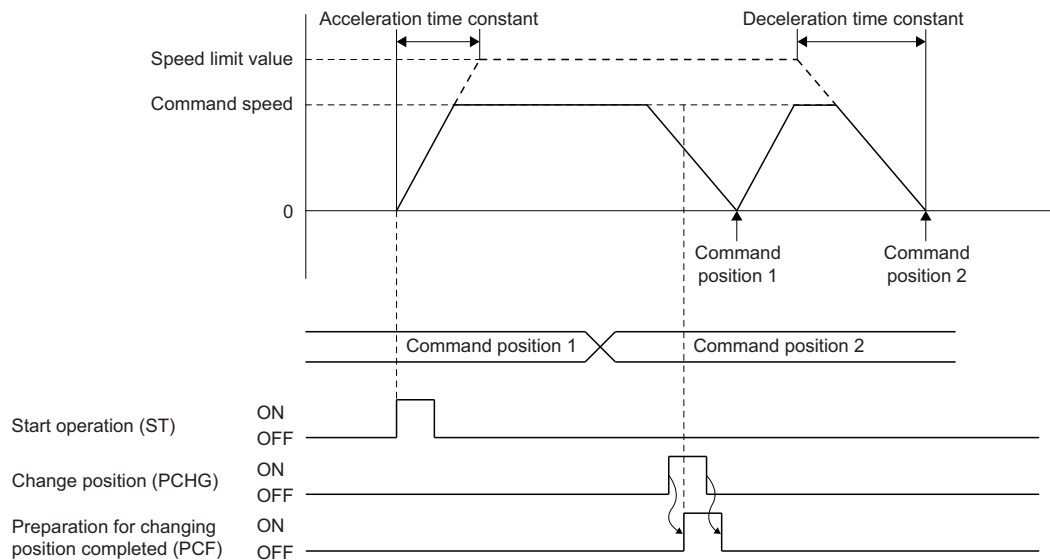 Acceleration time constant
Deceleration time constant
Speed limit value
Command speed
0
Command
position 1
Command
position 2
Command position 1
Command position 2
Start operation (ST)
ON
OFF
Change position (PCHG)
ON
OFF
Preparation for changing
position completed (PCF)
ON
OFF